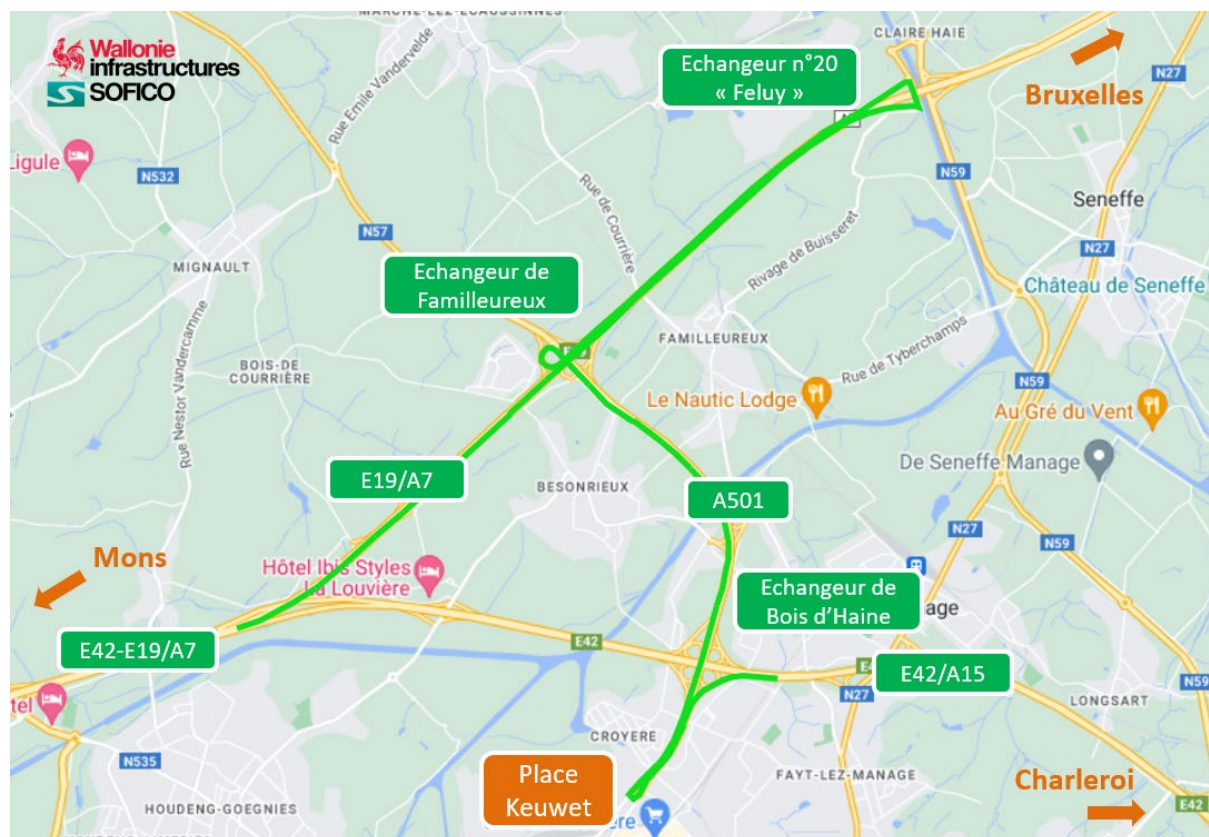 MARCHE-LEZ-ECAUSSINNES
CLAIRE HAIE
Wallonie
infrastructures
SOFICO
Echangeur n°20
« Feluy »
Bruxelles
N27
Rue Emile Vandervelde
Ligule
N532
N59
Seneffe
N57
Rue de Courrière
Rivage de Buisseret
N27
MIGNAULT
Echangeur de
Familleureux
Château de Seneffe
FAMILLEUREUX
Rue de Tyberchamps
BOIS-DE
COURRIÈRE
Rue Nestor Vandercamme
N59
Le Nautic Lodge
Au Gré du Vent
De Seneffe Manage
E19/A7
BESONRIEUX
A501
N27
N59
Mons
Hôtel Ibis Styles
La Louvière
Echangeur de
Bois d'Haine
E42
E42-E19/A7
E42/A15
N27
N59
LONGSART
CROYERE
N535
Place
Keuwet
FAYT-LEZ-MANAGE
Charleroi
HOUDENG-GOEGNIES
E42